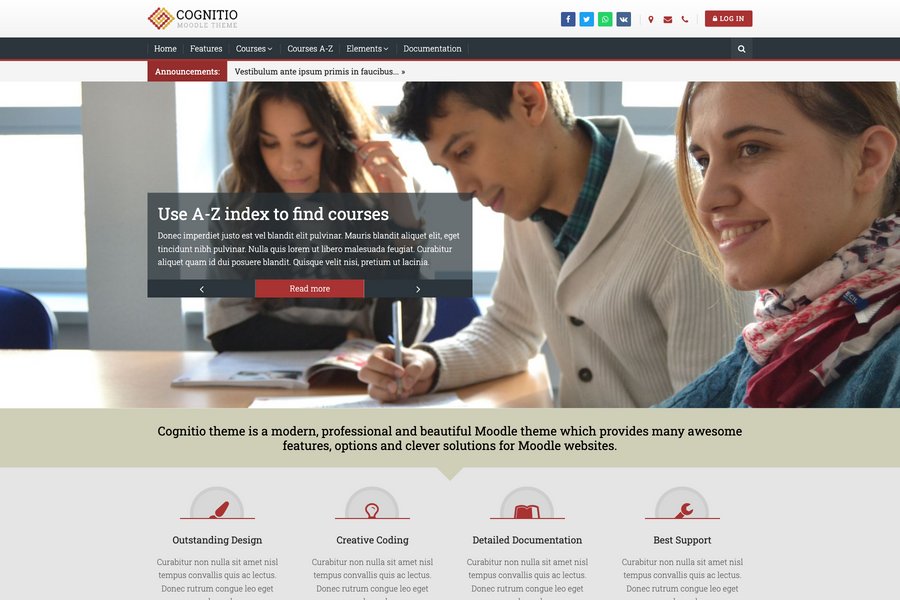 COGNITIO
MOODLE THEME
LOG IN
Home Features Courses Courses A-Z Elements Documentation
Announcements: Vestibulum ante ipsum primis in faucibus... »
Use A-Z index to find courses
Donec imperdiet justo est vel blandit elit pulvinar. Mauris blandit aliquet elit, eget
tincidunt nibh pulvinar. Nulla quis lorem ut libero malesuada feugiat. Curabitur
aliquet quam id dui posuere blandit. Quisque velit nisi, pretium ut lacinia.
Read more
Cognitio theme is a modern, professional and beautiful Moodle theme which provides many awesome
features, options and clever solutions for Moodle websites.
Outstanding Design
Curabitur non nulla sit amet nisl
tempus convallis quis ac lectus.
Donec rutrum congue leo eget
Creative Coding
Curabitur non nulla sit amet nisl
tempus convallis quis ac lectus.
Donec rutrum congue leo eget
Detailed Documentation
Curabitur non nulla sit amet nisl
tempus convallis quis ac lectus.
Donec rutrum congue leo eget
Best Support
Curabitur non nulla sit amet nisl
tempus convallis quis ac lectus.
Donec rutrum congue leo eget